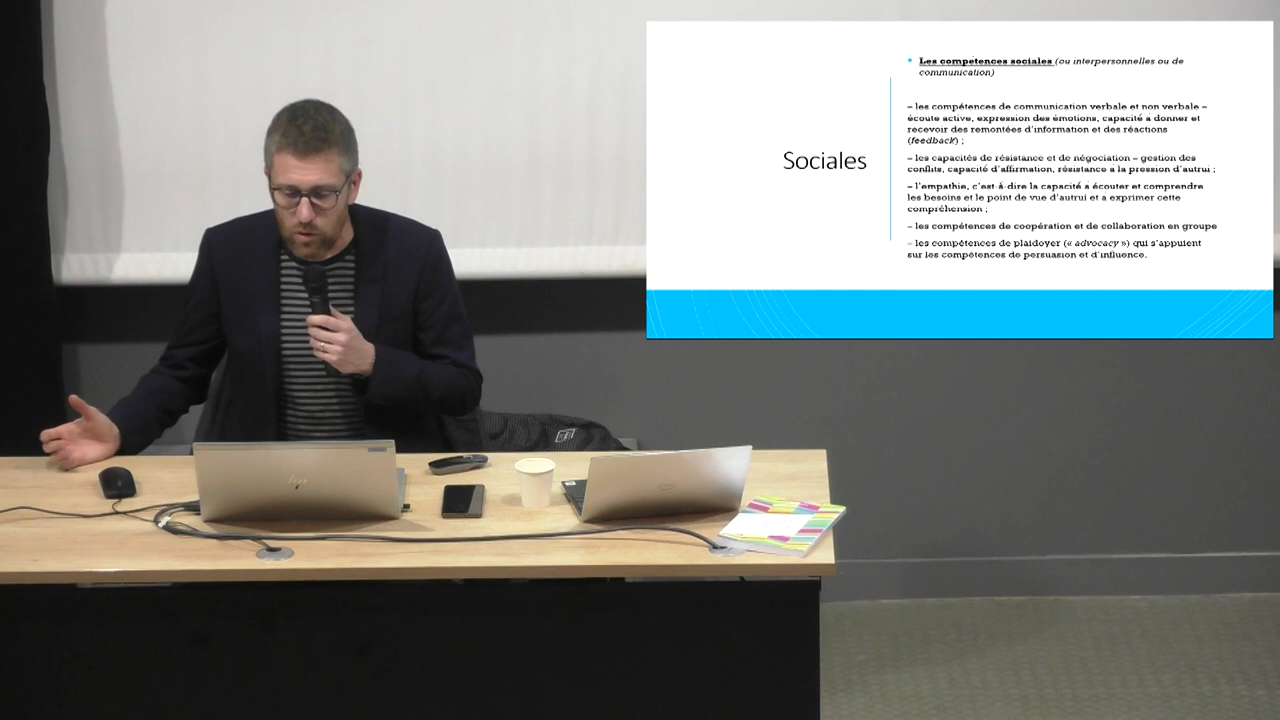 Sociales
Les competences sociales (ou interpersonnelles ou de
communication)
– les compétences de communication verbale et non verbale –
écoute active, expression des émotions, capacité à donner et
recevoir des remontées d'information et des réactions
(feedback) ;
– les capacités de résistance et de négociation – gestion des
conflits, capacité d'affirmation, résistance à la pression d'autrui ;
– l'empathie, c'est-à-dire la capacité à écouter et comprendre
les besoins et le point de vue d'autrui et a exprimer cette
compréhension ;
– les compétences de coopération et de collaboration en groupe
– les compétences de plaidoyer (« advocacy ») qui s'appuient
sur les compétences de persuasion et d'influence.
hp